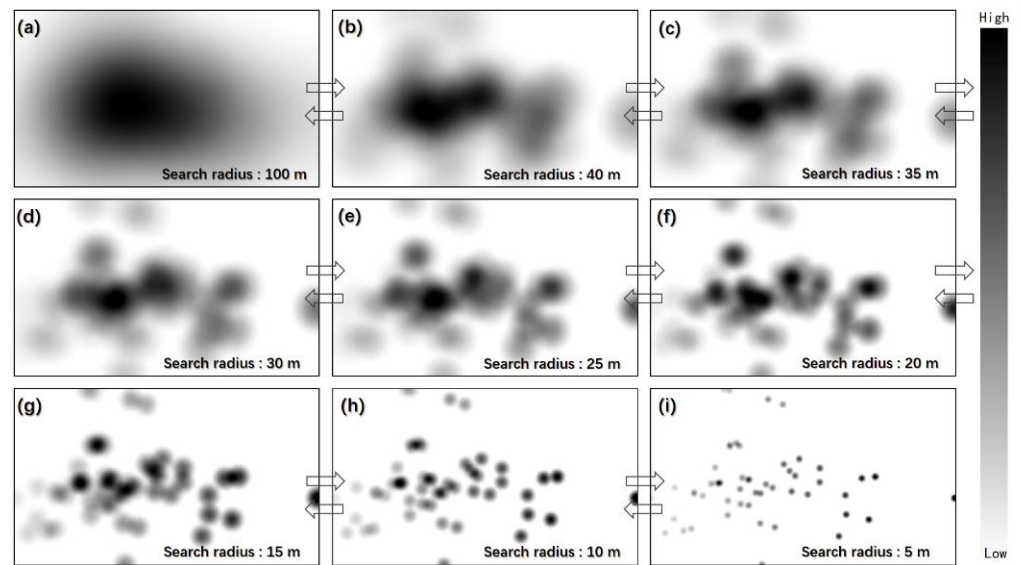 (a)
Search radius : 100 m
(b)
Search radius : 40 m
(c)
Search radius : 35 m
High
(d)
Search radius : 30 m
(e)
Search radius : 25 m
(f)
Search radius : 20 m
(g)
Search radius : 15 m
(h)
Search radius : 10 m
(i)
Search radius : 5 m
Low